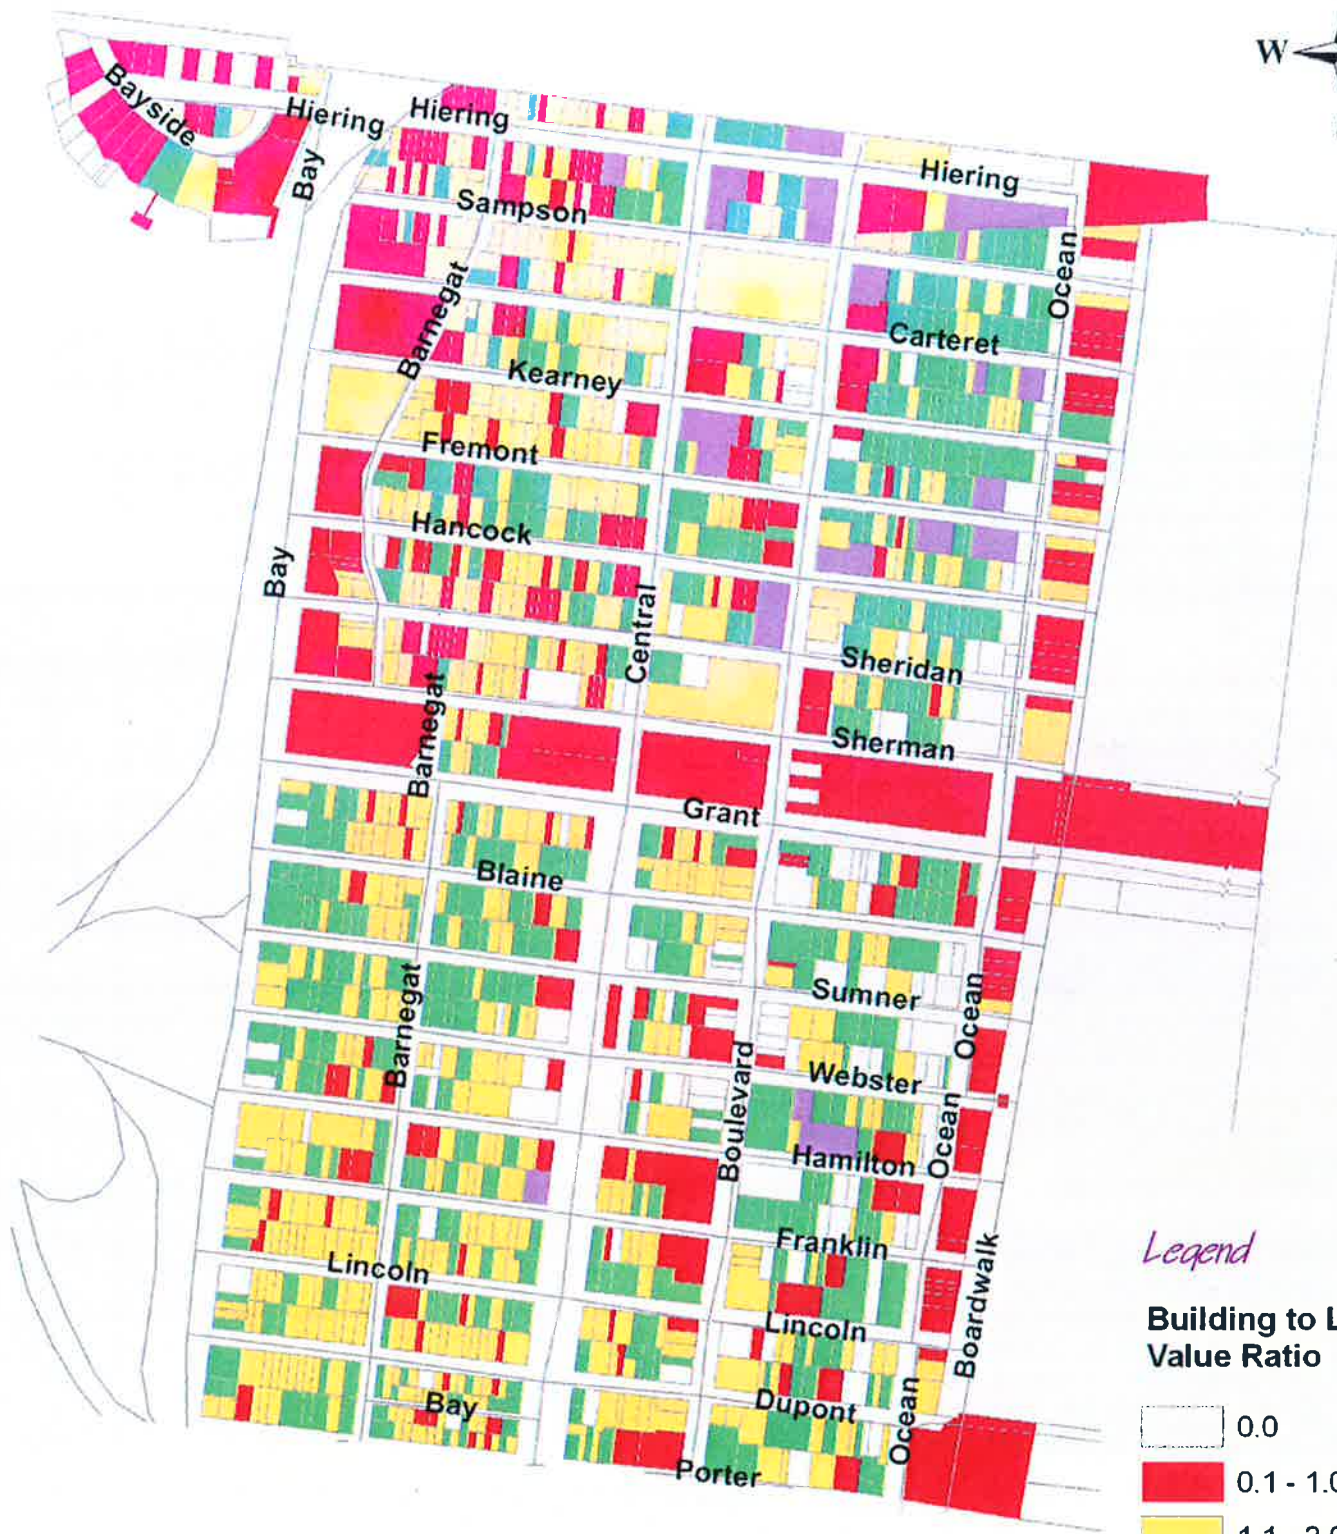 W
Bayside
Hiering
Hiering
Hiering
Bay
Sampson
Ocean
Barnegat
Carteret
Kearney
Fremont
Hancock
Bay
Central
Sheridan
Barnegat
Sherman
Grant
Blaine
Sumner
Ocean
Barnegat
Webster
Boulevard
Ocean
Hamilton
Franklin
Legend
Lincoln
Boardwalk
Building to L
Lincoln
Value Ratio
Dupont
Bay
Ocean
0.0
Porter
0.1 - 1.0